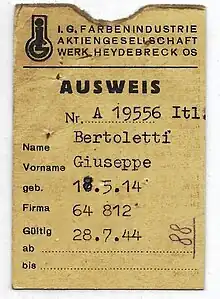 I.G. FARBENINDUSTRIE
AKTIENGESELLSCHAFT
WERK HEYDEBRECK OS
AUSWEIS
Nr. A 19556 Itl.
Name Bertoletti
Vorname Giuseppe
geb. 18.5.14
Firma 64 812
Gültig 28.7.44
ab
bis
88